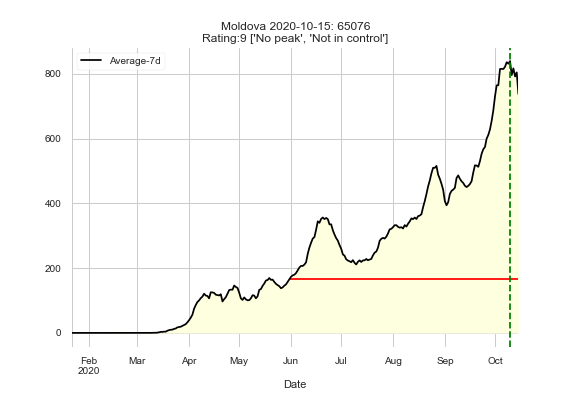 Moldova 2020-10-15: 65076
Rating:9 ['No peak', 'Not in control']
Average-7d
800
600
400
200
0
Feb Mar Apr May Jun Jul Aug Sep Oct
2020
Date